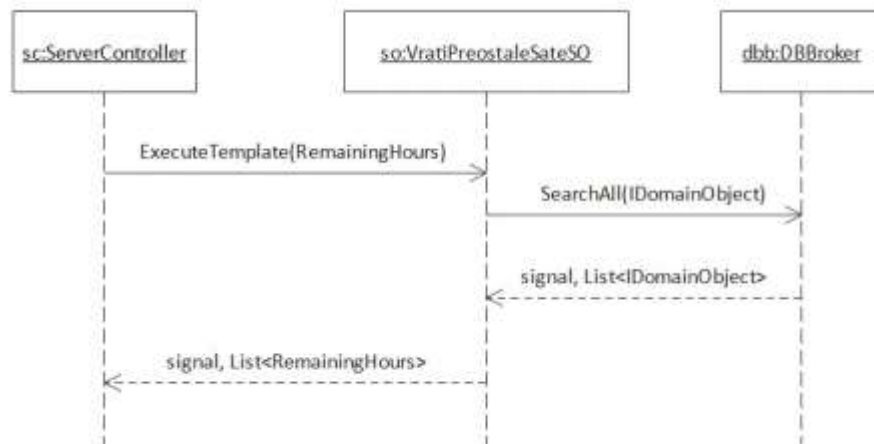 sc:ServerController
so:VratiPreostaleSateSO
dbb:DBBroker
ExecuteTemplate(RemainingHours)
SearchAll(IDomainObject)
signal, List<IDomainObject>
signal, List<RemainingHours>